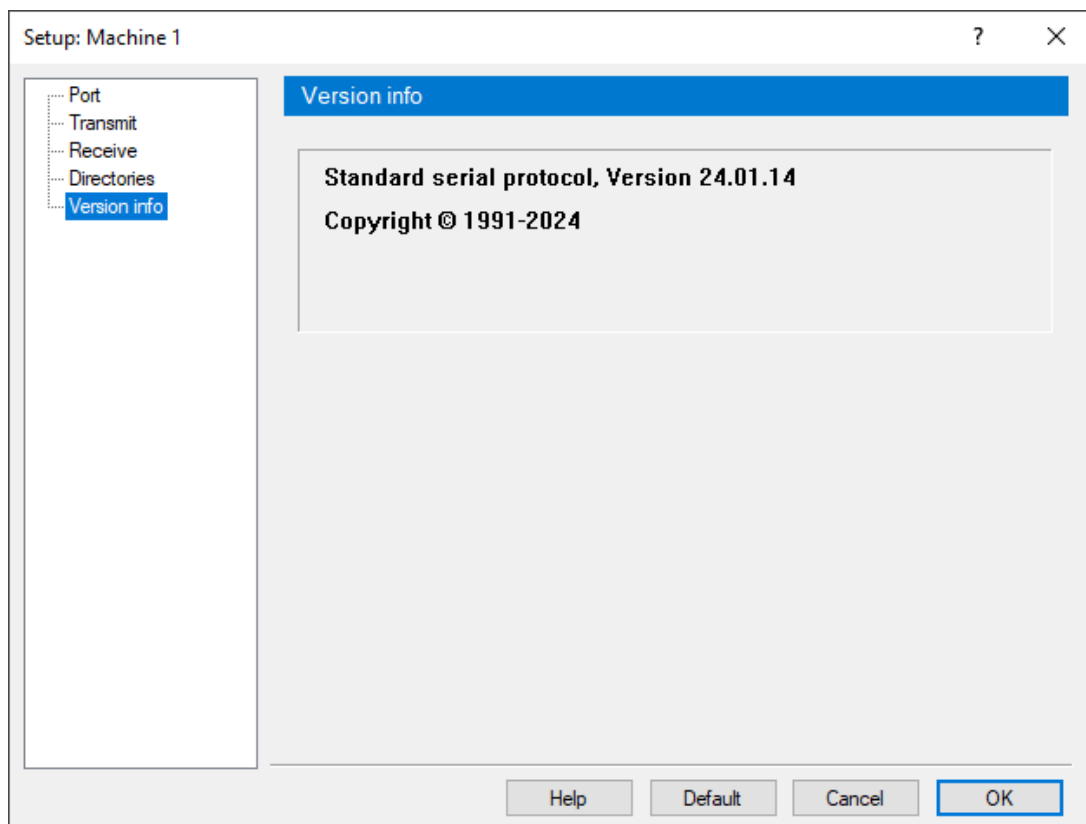 Setup: Machine 1
?
Port
Transmit
Receive
Directories
Version info
Version info
Standard serial protocol, Version 24.01.14
Copyright © 1991-2024
Help
Default
Cancel
OK